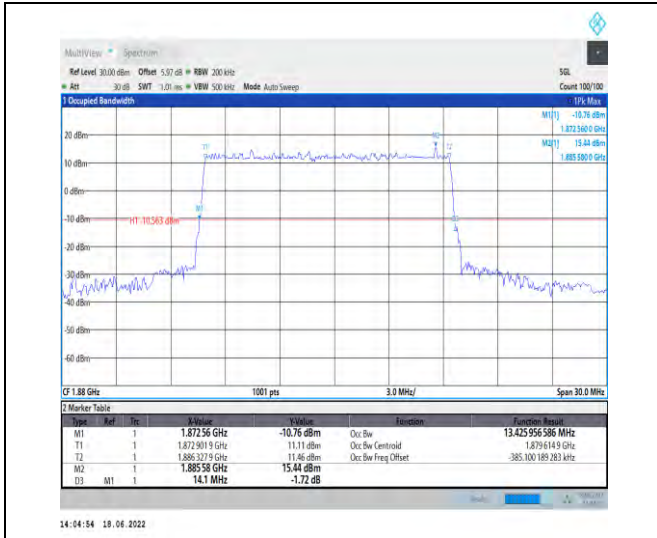 MultiView Spectrum
Ref Level 30.00 dBm Offset 5.97 dB RBW 200 kHz SGL
Att 30 dB SWT 1.01 ms VBW 500 kHz Mode Auto Sweep Count 100/100
1 Occupied Bandwidth 1Pk Max
M1[1] -10.76 dBm
1.872 560 0 GHz
M2[1] 15.44 dBm
1.885 580 0 GHz
20 dBm
M2
T1
T2
10 dBm
0 dBm
M1
-10 dBm
H1 -10.563 dBm
D3
-20 dBm
-30 dBm
-40 dBm
-50 dBm
-60 dBm
CF 1.88 GHz 1001 pts 3.0 MHz/ Span 30.0 MHz
2 Marker Table
Type Ref Trc X-Value Y-Value Function Function Result
M1 1 1.872 56 GHz -10.76 dBm Occ Bw 13.425 956 586 MHz
T1 1 1.872 901 9 GHz 11.11 dBm Occ Bw Centroid 1.879 614 9 GHz
T2 1 1.886 327 9 GHz 11.46 dBm Occ Bw Freq Offset -385.100 189 283 kHz
M2 1 1.885 58 GHz 15.44 dBm
D3 M1 1 14.1 MHz -1.72 dB
14:04:54 18.06.2022